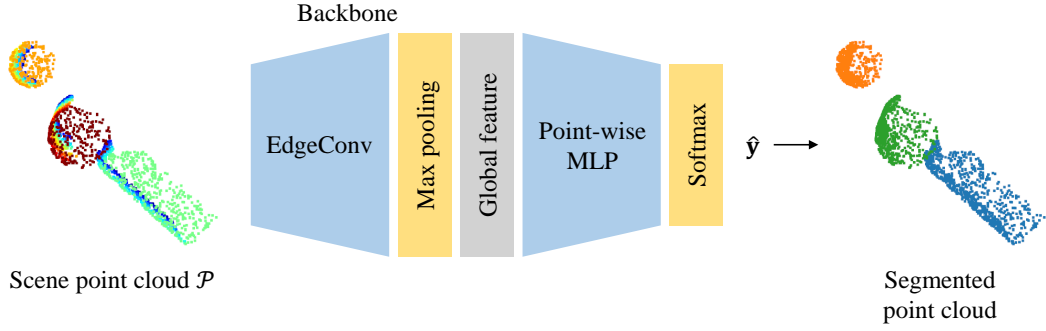 Backbone
EdgeConv
Max pooling
Global feature
Point-wise
MLP
Softmax
ŷ
Scene point cloud 𝒫
Segmented
point cloud